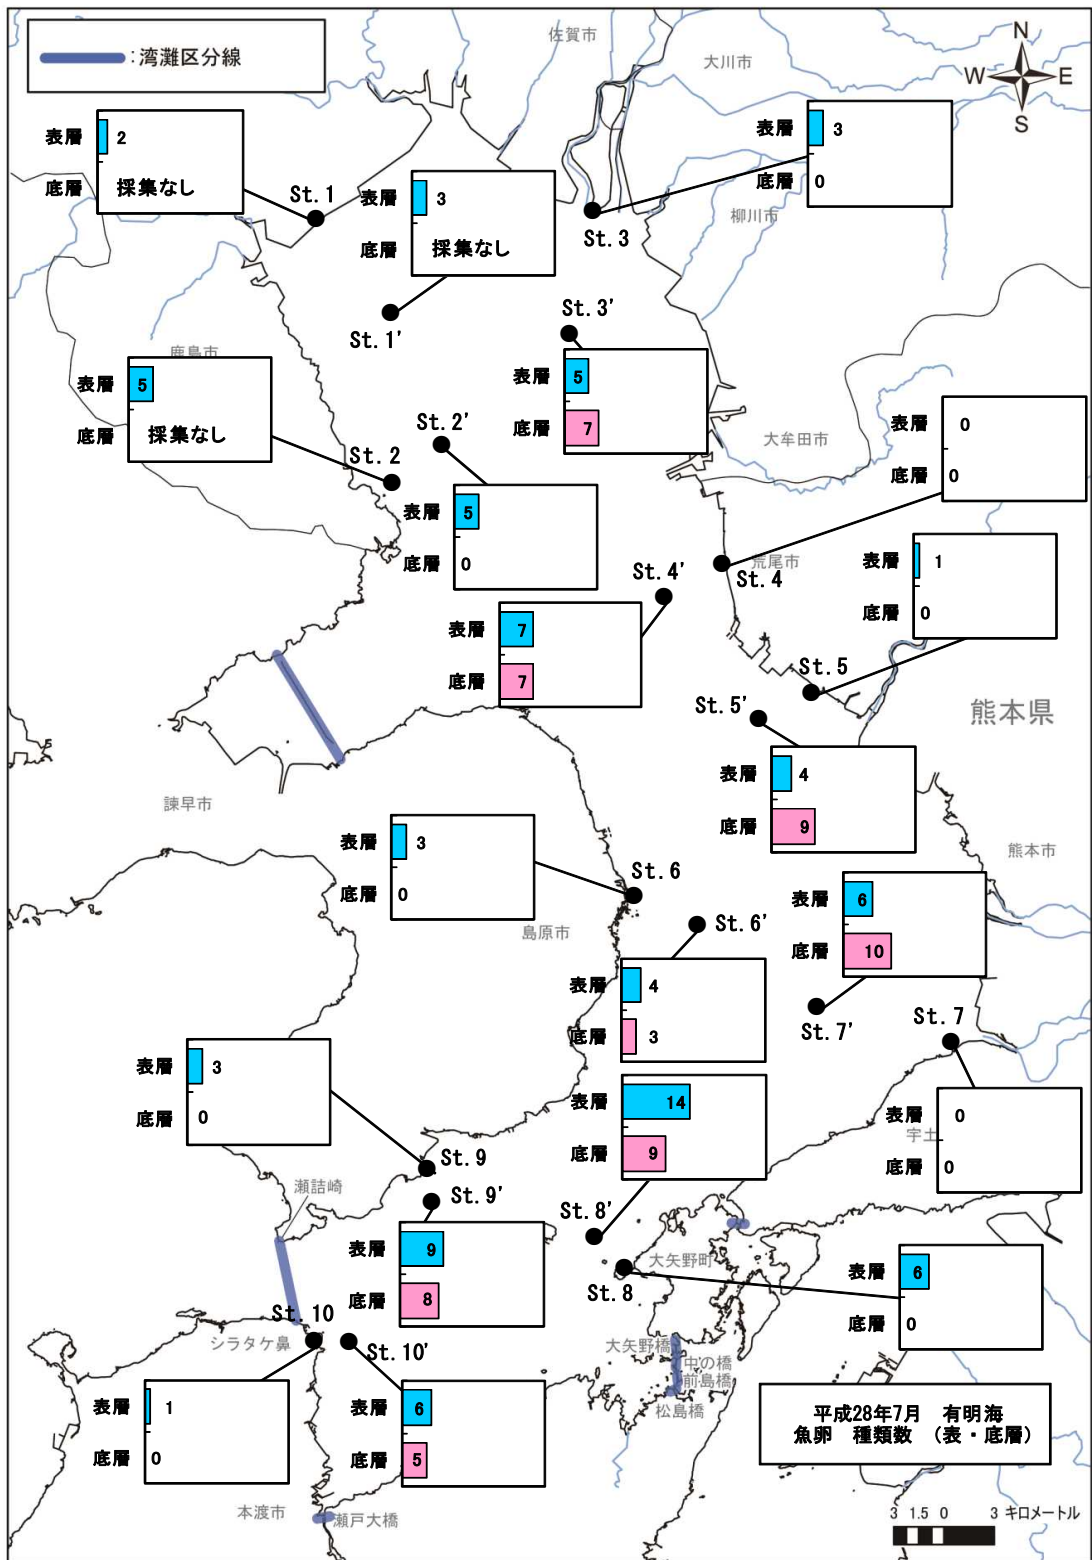 :湾灘区分線
佐賀市
大川市
N
W
E
S
表層
2
底層
採集なし
St.1
表層
3
底層
採集なし
St.1'
表層
3
底層
0
St.3
柳川市
St.3'
表層
5
底層
7
鹿島市
表層
5
底層
採集なし
St.2
St.2'
表層
5
底層
0
大牟田市
表層
0
底層
0
荒尾市
St.4
St.4'
表層
7
底層
7
表層
1
底層
0
St.5
St.5'
表層
4
底層
9
熊本県
諫早市
熊本市
表層
3
底層
0
St.6
島原市
St.6'
表層
4
底層
3
表層
6
底層
10
St.7'
St.7
表層
0
底層
0
宇土
表層
3
底層
0
St.9
瀬詰崎
St.9'
表層
9
底層
8
表層
14
底層
9
St.8'
大矢野町
St.8
表層
6
底層
0
St.10
シラタケ鼻
St.10'
表層
1
底層
0
表層
6
底層
5
大矢野橋
中の橋
前島橋
松島橋
本渡市
瀬戸大橋
平成28年7月 有明海
魚卵 種類数 (表・底層)
3 1.5 0 3 キロメートル